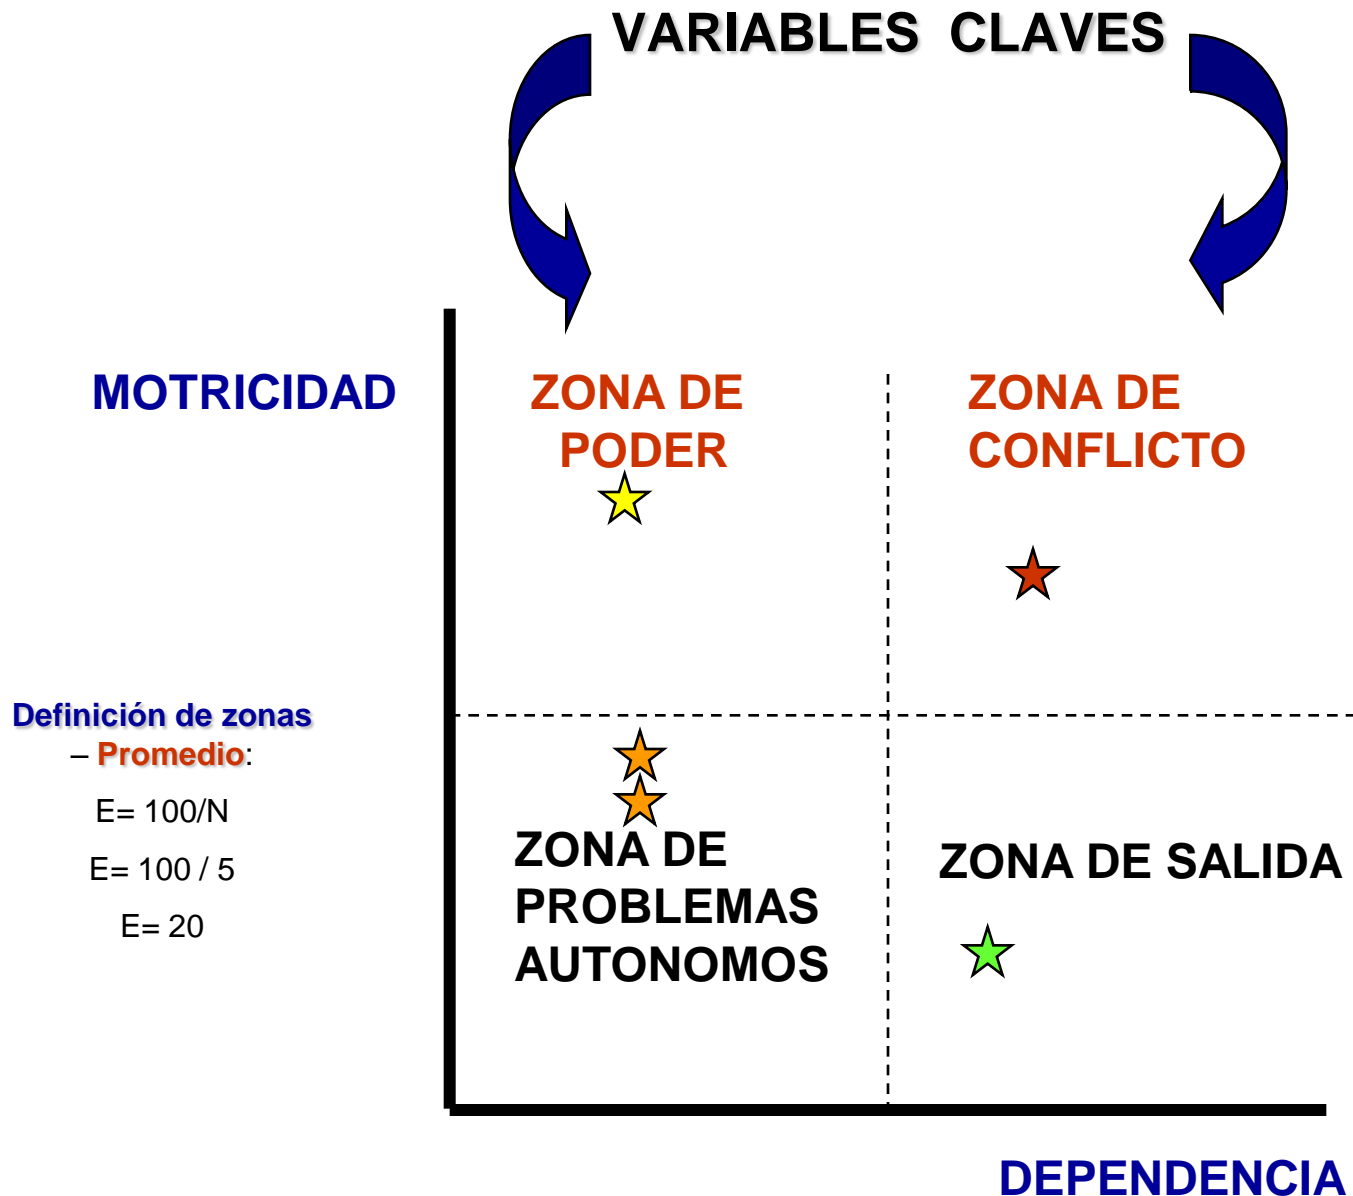 VARIABLES CLAVES
MOTRICIDAD
ZONA DE
PODER
ZONA DE
CONFLICTO
Definición de zonas
– Promedio:
E= 100/N
E= 100 / 5
E= 20
ZONA DE
PROBLEMAS
AUTONOMOS
ZONA DE SALIDA
DEPENDENCIA